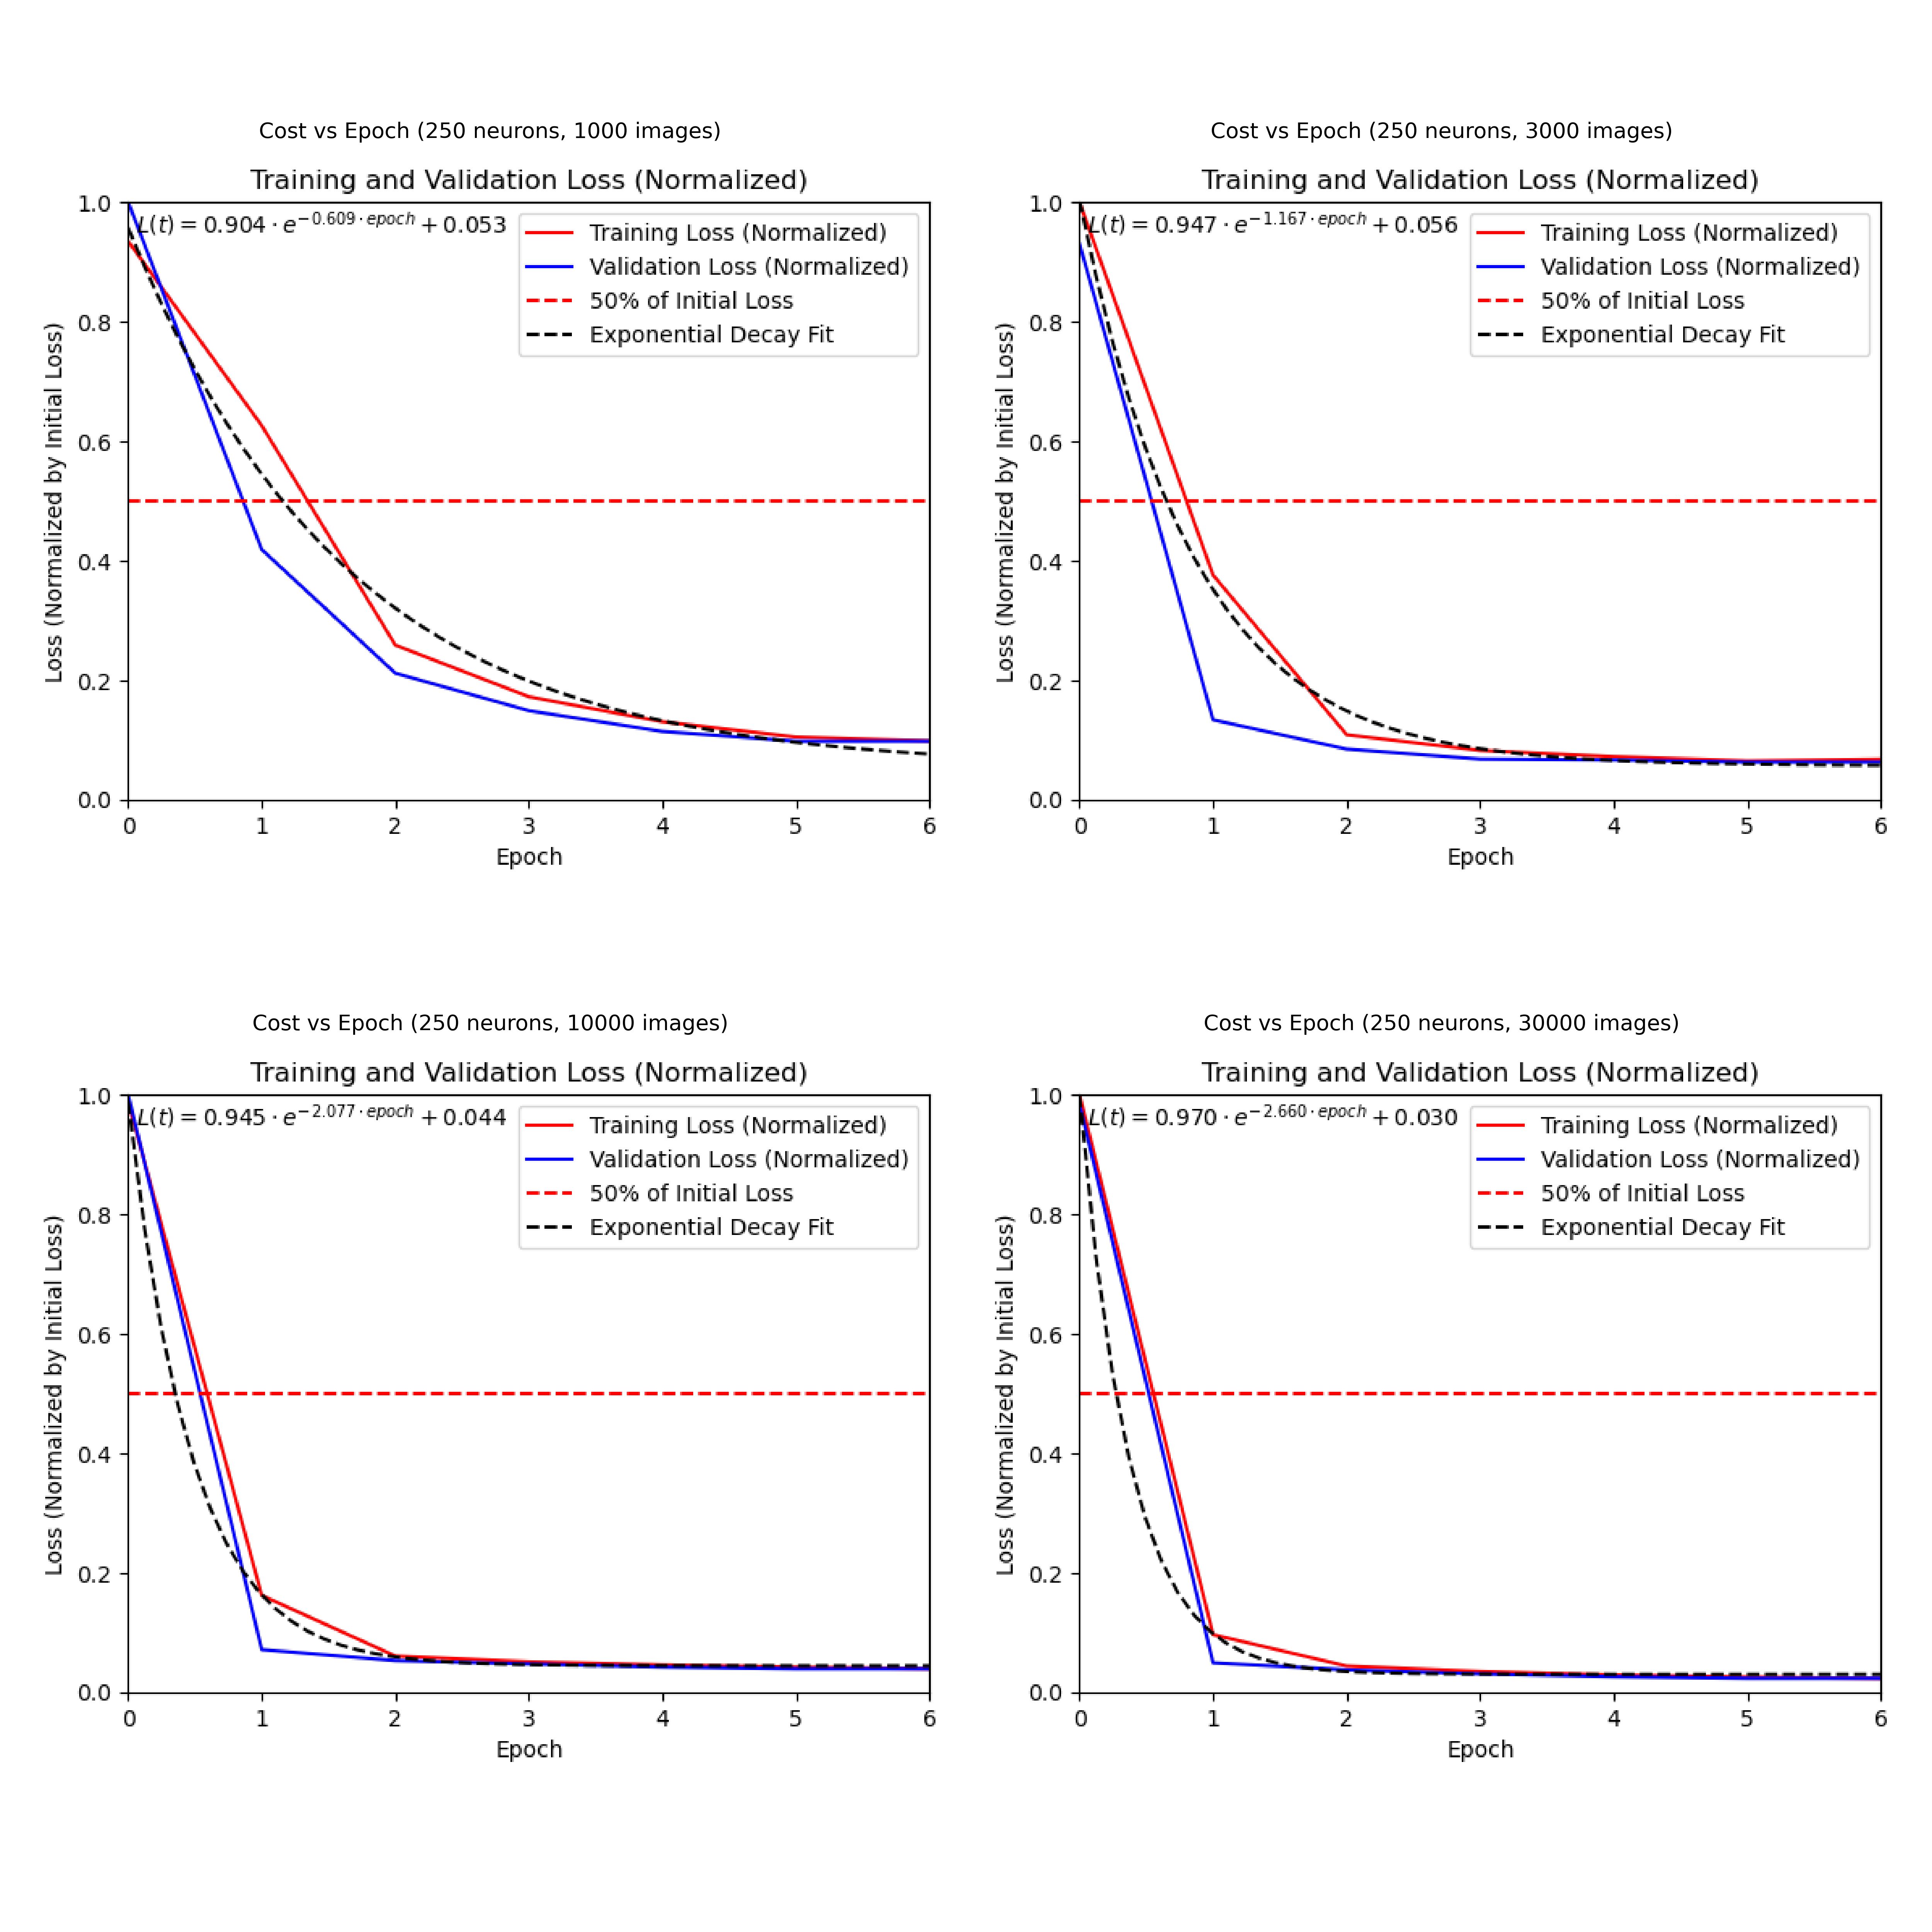 Cost vs Epoch (250 neurons, 1000 images)
Training and Validation Loss (Normalized)
L(t) = 0.904 · e^{−0.609 · epoch} + 0.053
Training Loss (Normalized)
Validation Loss (Normalized)
50% of Initial Loss
Exponential Decay Fit
Loss (Normalized by Initial Loss)
1.0
0.8
0.6
0.4
0.2
0.0
0 1 2 3 4 5 6
Epoch
Cost vs Epoch (250 neurons, 3000 images)
Training and Validation Loss (Normalized)
L(t) = 0.947 · e^{−1.167 · epoch} + 0.056
Training Loss (Normalized)
Validation Loss (Normalized)
50% of Initial Loss
Exponential Decay Fit
Loss (Normalized by Initial Loss)
1.0
0.8
0.6
0.4
0.2
0.0
0 1 2 3 4 5 6
Epoch
Cost vs Epoch (250 neurons, 10000 images)
Training and Validation Loss (Normalized)
L(t) = 0.945 · e^{−2.077 · epoch} + 0.044
Training Loss (Normalized)
Validation Loss (Normalized)
50% of Initial Loss
Exponential Decay Fit
Loss (Normalized by Initial Loss)
1.0
0.8
0.6
0.4
0.2
0.0
0 1 2 3 4 5 6
Epoch
Cost vs Epoch (250 neurons, 30000 images)
Training and Validation Loss (Normalized)
L(t) = 0.970 · e^{−2.660 · epoch} + 0.030
Training Loss (Normalized)
Validation Loss (Normalized)
50% of Initial Loss
Exponential Decay Fit
Loss (Normalized by Initial Loss)
1.0
0.8
0.6
0.4
0.2
0.0
0 1 2 3 4 5 6
Epoch